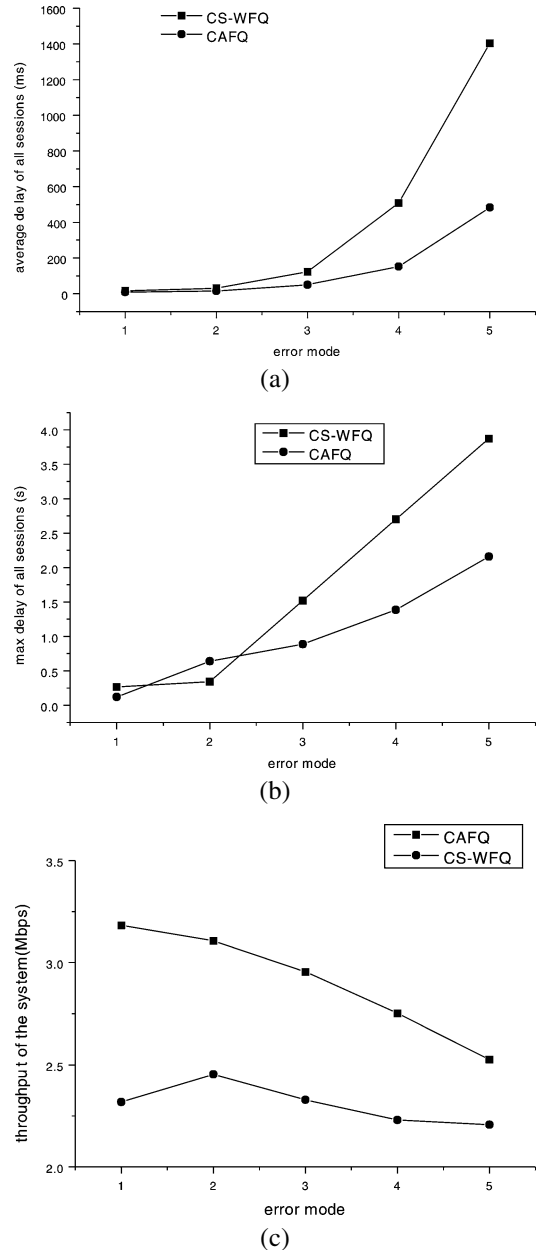 CS-WFQ
CAFQ
average delay of all sessions (ms)
1600
1400
1200
1000
800
600
400
200
0
1 2 3 4 5
error mode
(a)
CS-WFQ
CAFQ
max delay of all sessions (s)
4.0
3.5
3.0
2.5
2.0
1.5
1.0
0.5
0.0
1 2 3 4 5
error mode
(b)
CAFQ
CS-WFQ
throughput of the system(Mbps)
3.5
3.0
2.5
2.0
1 2 3 4 5
error mode
(c)